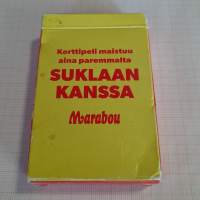 Korttipeli maistuu
aina paremmalta
SUKLAAN
KANSSA
Marabou